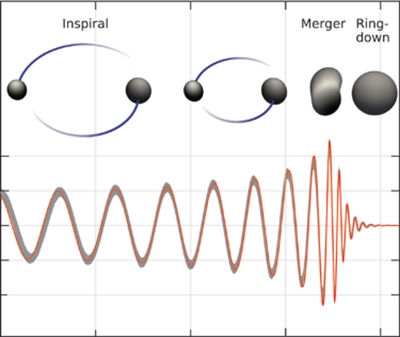 Inspiral
Merger
Ring-
down